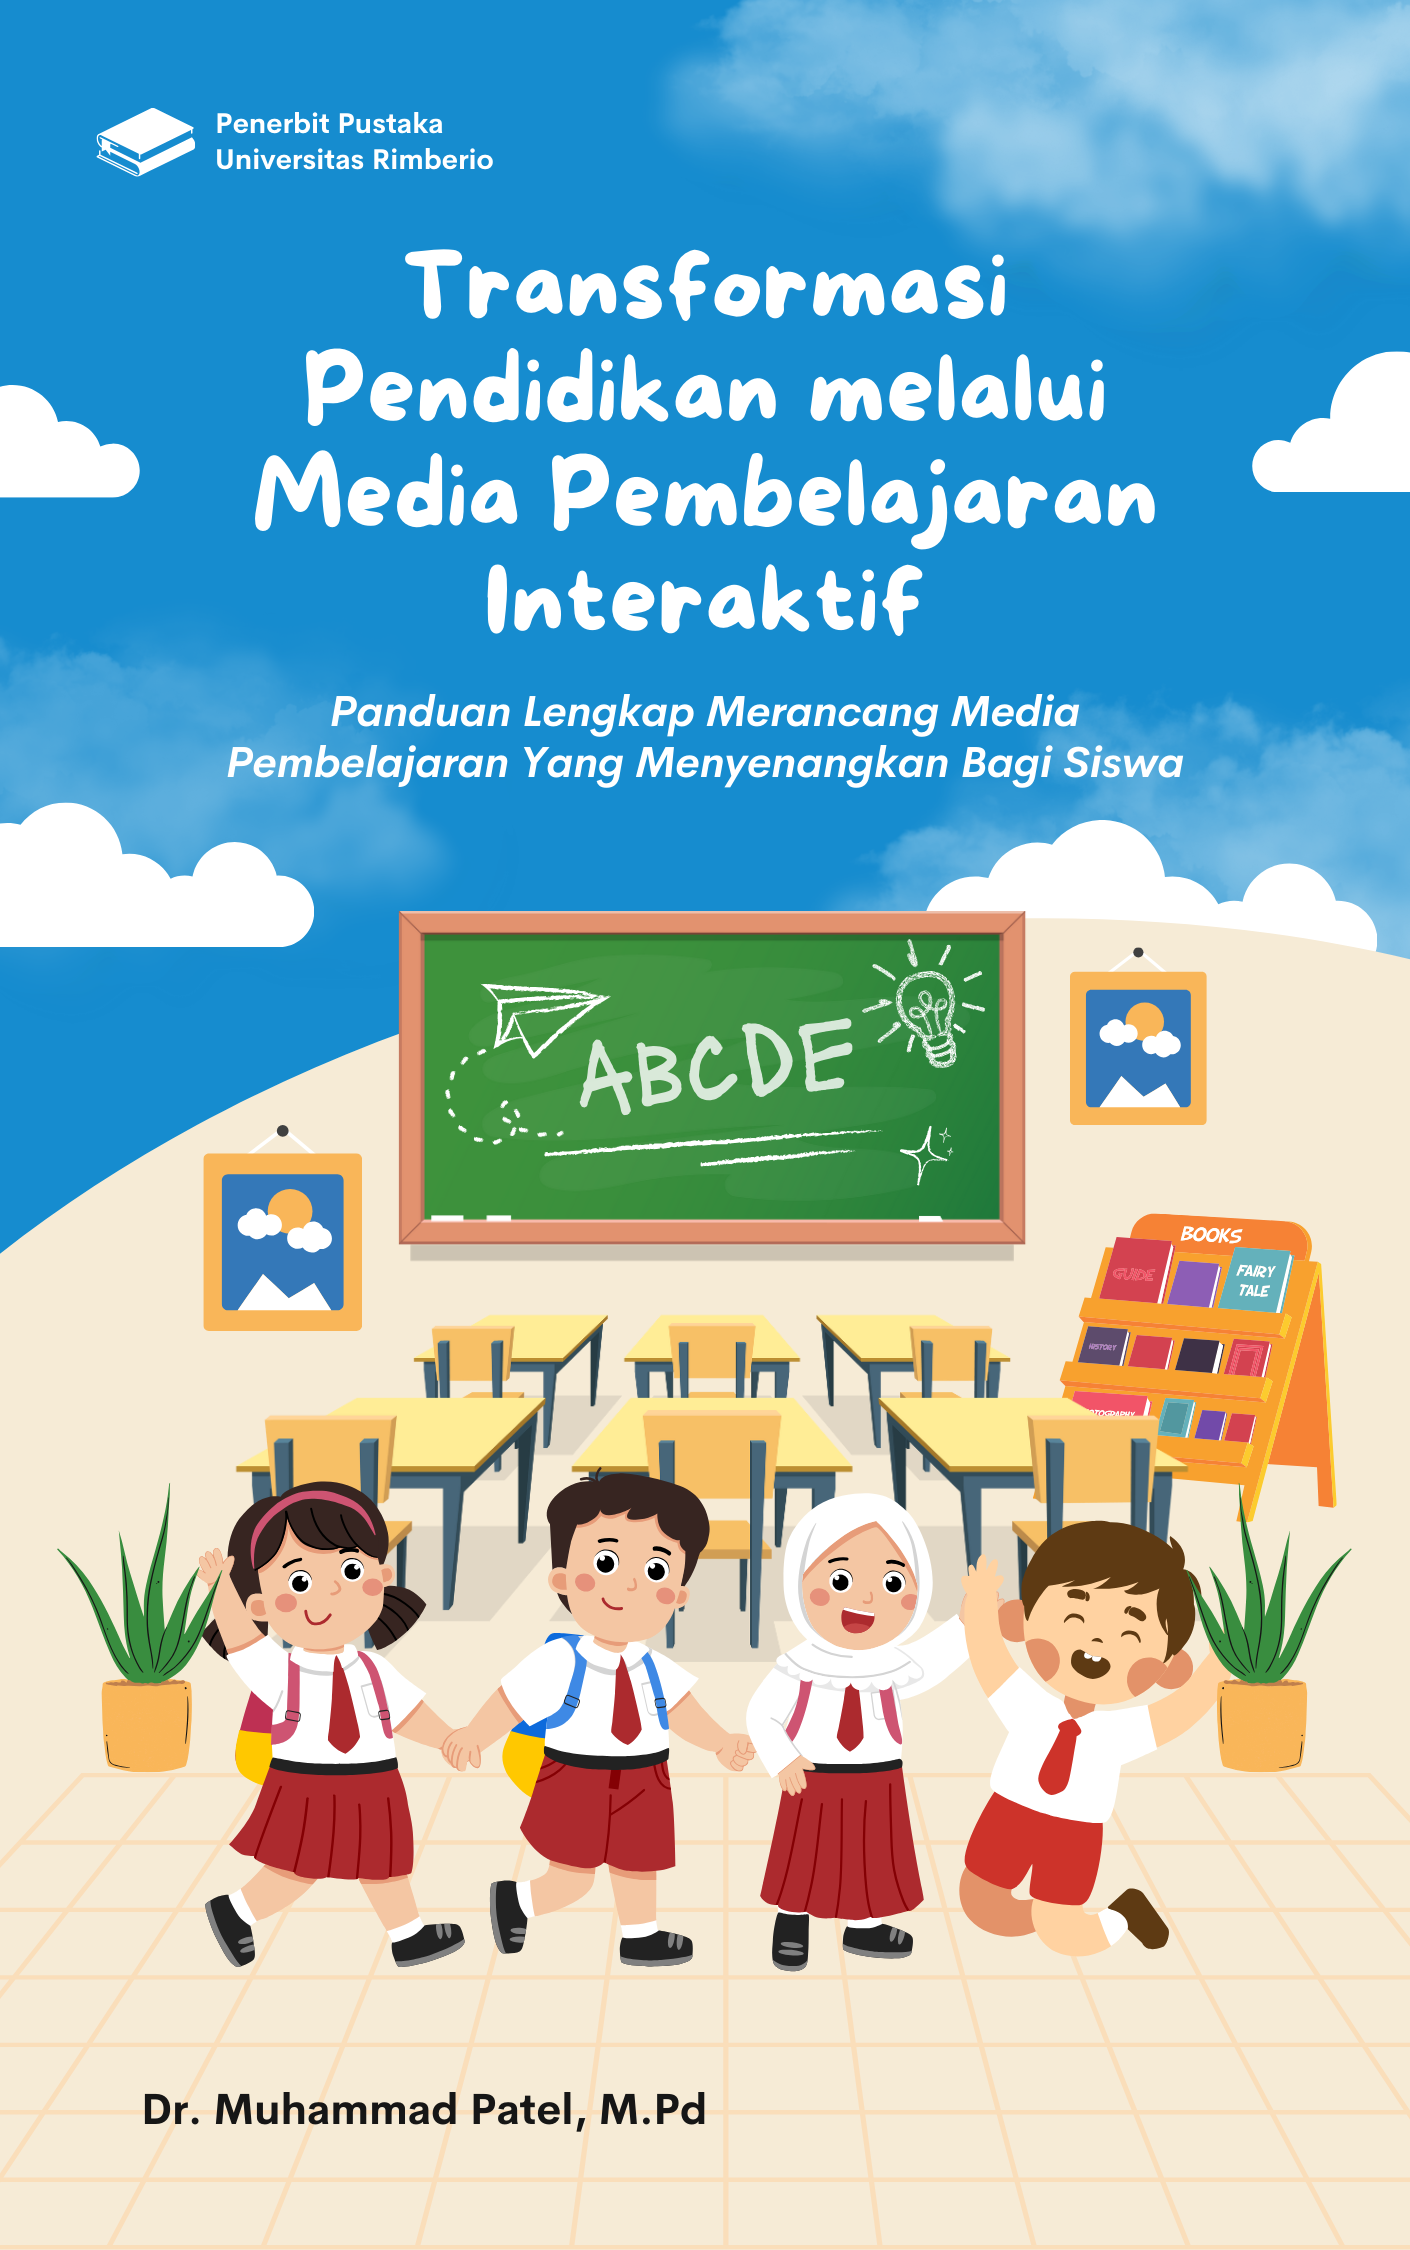 Penerbit Pustaka
Universitas Rimberio
Transformasi
Pendidikan melalui
Media Pembelajaran
Interaktif
Panduan Lengkap Merancang Media
Pembelajaran Yang Menyenangkan Bagi Siswa
ABCDE
BOOKS
GUIDE
FAIRY
TALE
HISTORY
Dr. Muhammad Patel, M.Pd